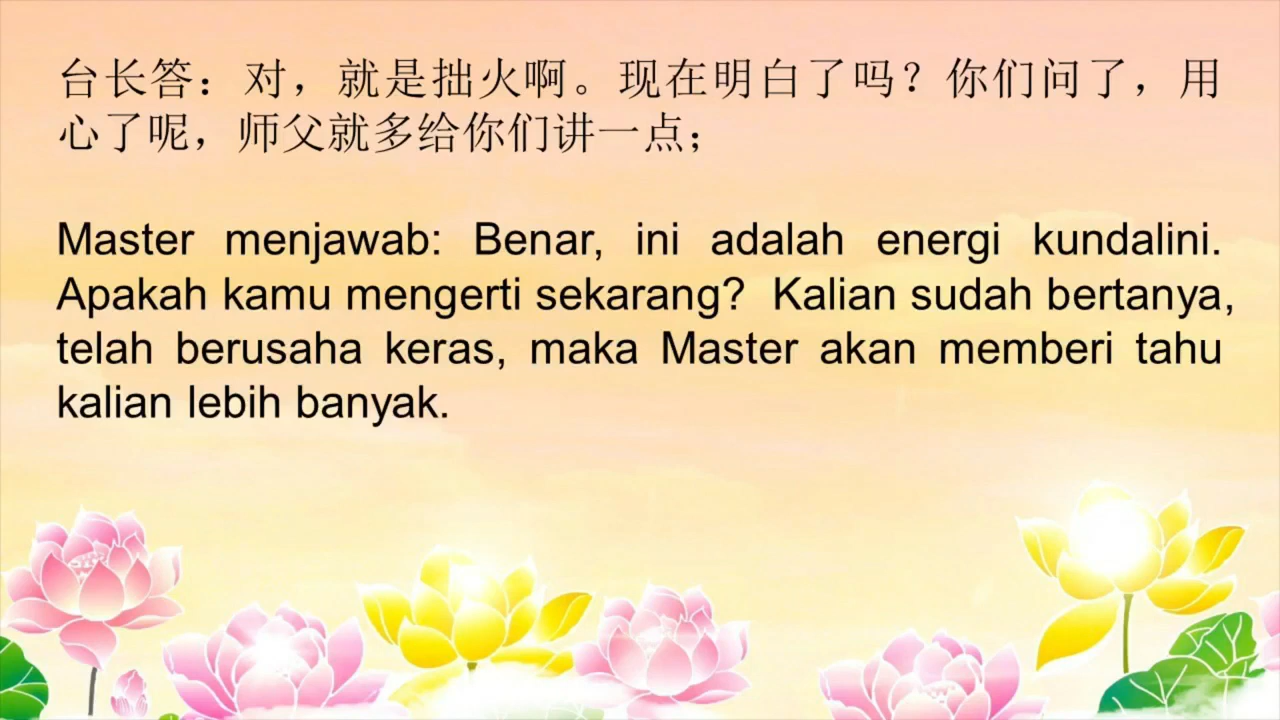 台长答：对，就是拙火啊。现在明白了吗？你们问了，用
心了呢，师父就多给你们讲一点；
Master menjawab: Benar, ini adalah energi kundalini.
Apakah kamu mengerti sekarang? Kalian sudah bertanya,
telah berusaha keras, maka Master akan memberi tahu
kalian lebih banyak.